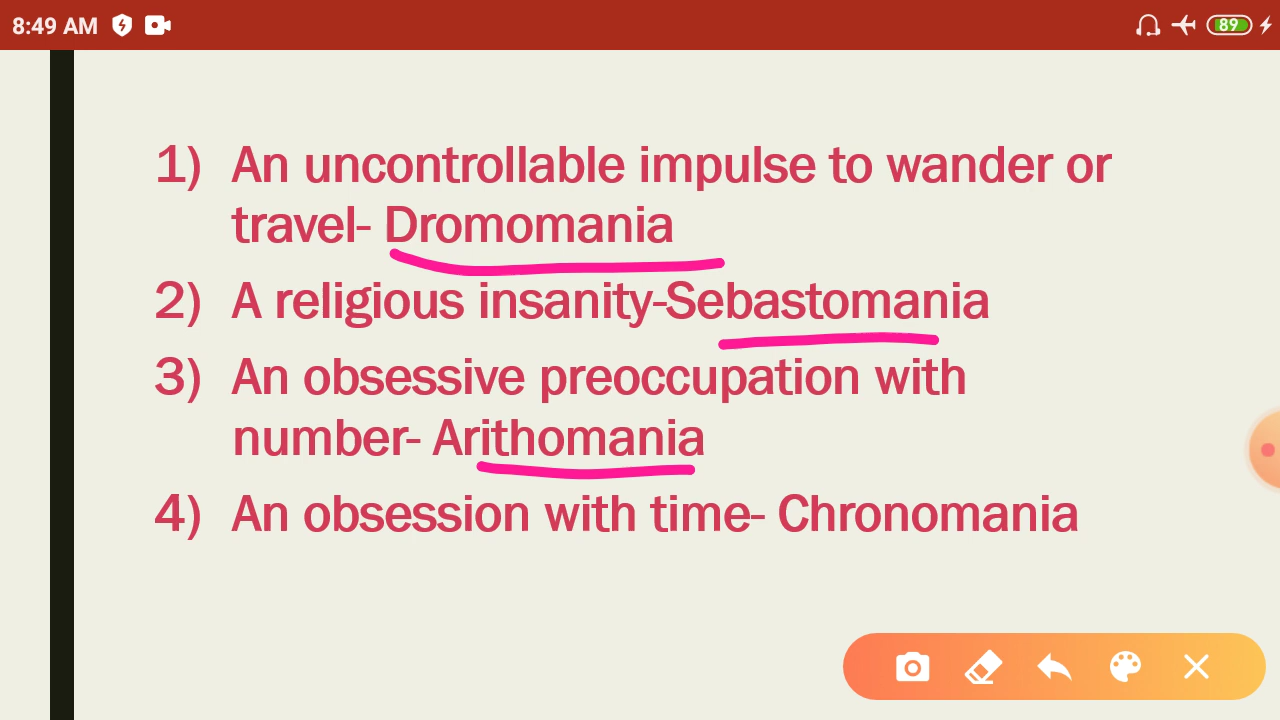 8:49 AM
89
1) An uncontrollable impulse to wander or
travel- Dromomania
2) A religious insanity-Sebastomania
3) An obsessive preoccupation with
number- Arithomania
4) An obsession with time- Chronomania